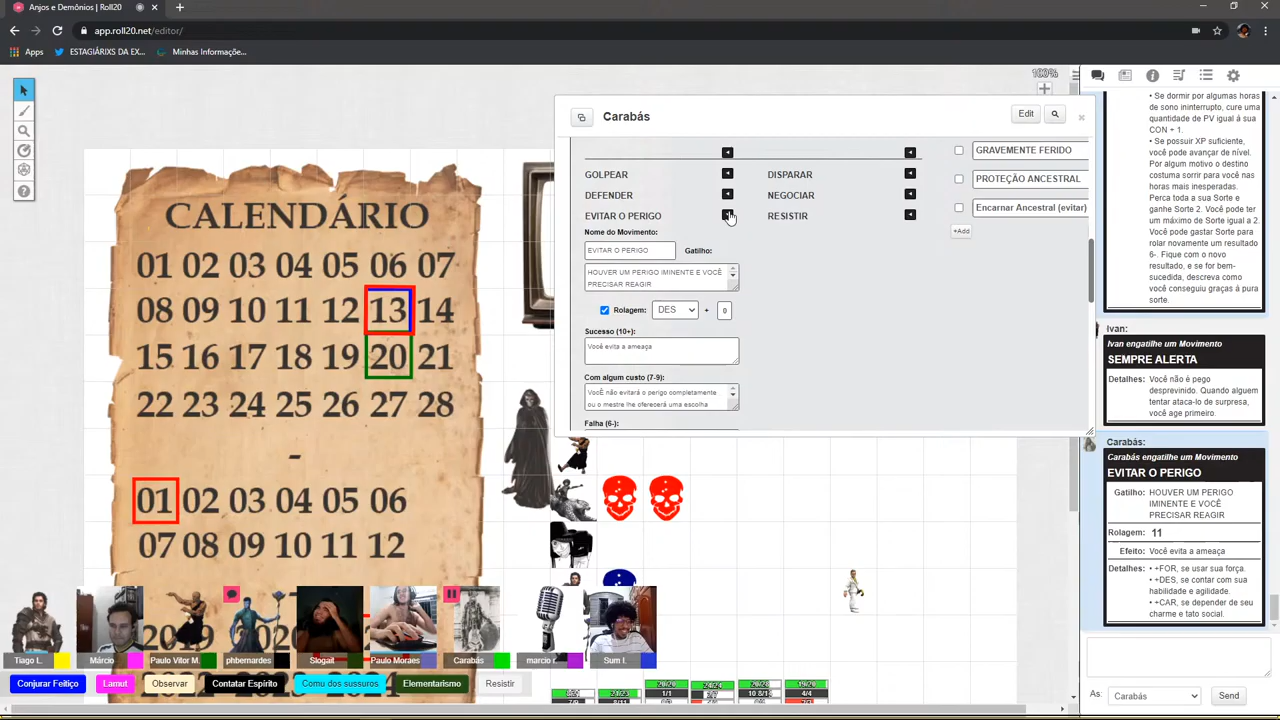 Anjos e Demônios | Roll20
app.roll20.net/editor/
Apps
ESTAGIÁRIXS DA EX...
Minhas Informaçõe...
100%
CALENDÁRIO
01 02 03 04 05 06 07
08 09 10 11 12 13 14
15 16 17 18 19 20 21
22 23 24 25 26 27 28
-
01 02 03 04 05 06
07 08 09 10 11 12
Carabás
Edit
GOLPEAR
DISPARAR
DEFENDER
NEGOCIAR
EVITAR O PERIGO
RESISTIR
Nome do Movimento:
EVITAR O PERIGO
Gatilho:
HOUVER UM PERIGO IMINENTE E VOCÊ
PRECISAR REAGIR
Rolagem:
DES
+
0
Sucesso (10+):
Você evita a ameaça
Com algum custo (7-9):
VocÊ não evitará o perigo completamente
ou o mestre lhe oferecerá uma escolha
Falha (6-):
GRAVEMENTE FERIDO
PROTEÇÃO ANCESTRAL
Encarnar Ancestral (evitar)
+Add
• Se dormir por algumas horas
de sono ininterrupto, cure uma
quantidade de PV igual á sua
CON + 1.
• Se possuir XP suficiente,
você pode avançar de nível.
Por algum motivo o destino
costuma sorrir para você nas
horas mais inesperadas.
Perca toda a sua Sorte e
ganhe Sorte 2. Você pode ter
um máximo de Sorte igual a 2.
Você pode gastar Sorte para
rolar novamente um resultado
6-. Fique com o novo
resultado, e se for bem-
sucedida, descreva como
você conseguiu graças à pura
sorte.
Ivan:
Ivan engatilhe um Movimento
SEMPRE ALERTA
Detalhes:
Você não é pego
desprevinido. Quando alguem
tentar ataca-lo de surpresa,
você age primeiro.
Carabás:
Carabás engatilhe um Movimento
EVITAR O PERIGO
Gatilho:
HOUVER UM PERIGO
IMINENTE E VOCÊ
PRECISAR REAGIR
Rolagem:
11
Efeito:
Você evita a ameaça
Detalhes:
• +FOR, se usar sua força.
• +DES, se contar com sua
habilidade e agilidade.
• +CAR, se depender de seu
charme e tato social.
As:
Carabás
Send
Tiago L.
Márcio
Paulo Vitor M.
phbernardes
Slogait
Paulo Moraes
Carabás
marcio r.
Sum I.
Conjurar Feitiço
Lamut
Observar
Contatar Espírito
Comu dos sussuros
Elementarismo
Resistir